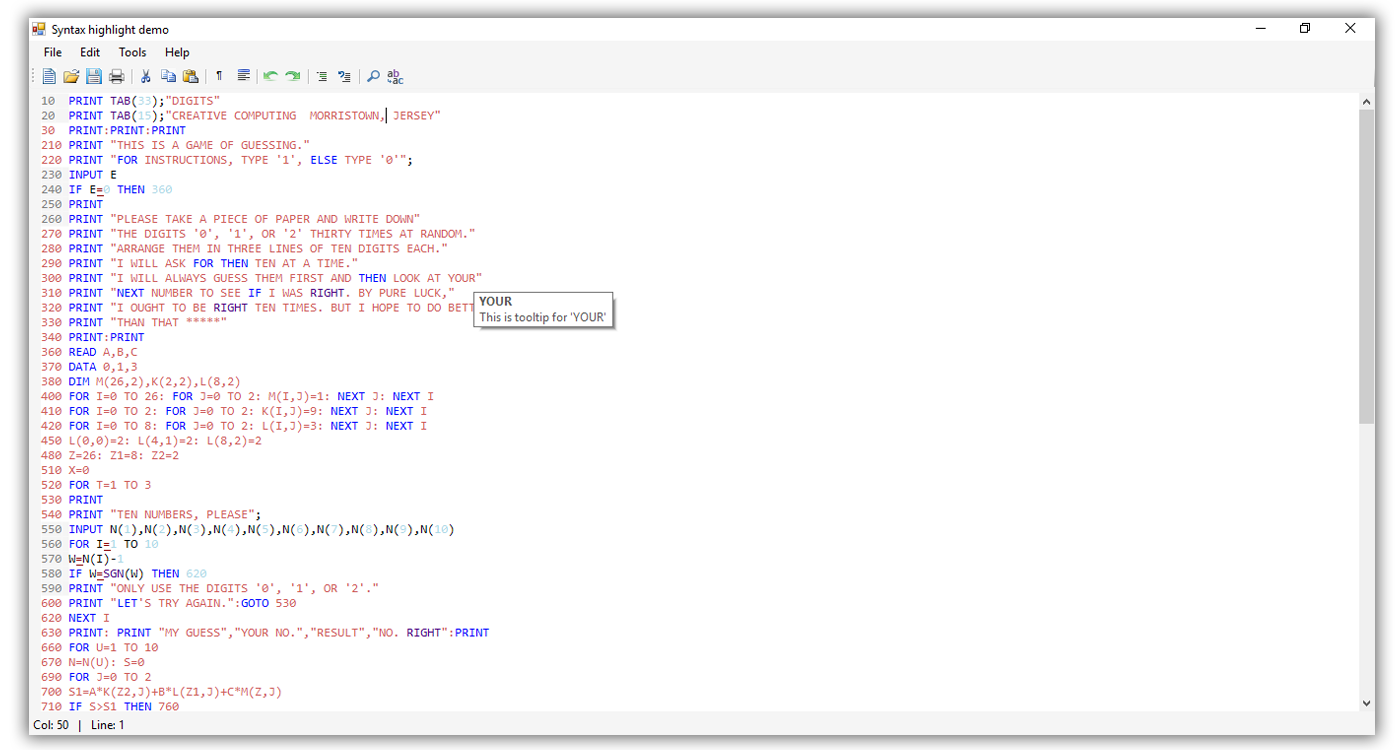 Syntax highlight demo
File Edit Tools Help
10 PRINT TAB(33);"DIGITS"
20 PRINT TAB(15);"CREATIVE COMPUTING  MORRISTOWN, JERSEY"
30 PRINT:PRINT:PRINT
210 PRINT "THIS IS A GAME OF GUESSING."
220 PRINT "FOR INSTRUCTIONS, TYPE '1', ELSE TYPE '0'";
230 INPUT E
240 IF E=0 THEN 360
250 PRINT
260 PRINT "PLEASE TAKE A PIECE OF PAPER AND WRITE DOWN"
270 PRINT "THE DIGITS '0', '1', OR '2' THIRTY TIMES AT RANDOM."
280 PRINT "ARRANGE THEM IN THREE LINES OF TEN DIGITS EACH."
290 PRINT "I WILL ASK FOR THEN TEN AT A TIME."
300 PRINT "I WILL ALWAYS GUESS THEM FIRST AND THEN LOOK AT YOUR"
310 PRINT "NEXT NUMBER TO SEE IF I WAS RIGHT. BY PURE LUCK,"
YOUR
320 PRINT "I OUGHT TO BE RIGHT TEN TIMES. BUT I HOPE TO DO BETT
This is tooltip for 'YOUR'
330 PRINT "THAN THAT *****"
340 PRINT:PRINT
360 READ A,B,C
370 DATA 0,1,3
380 DIM M(26,2),K(2,2),L(8,2)
400 FOR I=0 TO 26: FOR J=0 TO 2: M(I,J)=1: NEXT J: NEXT I
410 FOR I=0 TO 2: FOR J=0 TO 2: K(I,J)=9: NEXT J: NEXT I
420 FOR I=0 TO 8: FOR J=0 TO 2: L(I,J)=3: NEXT J: NEXT I
450 L(0,0)=2: L(4,1)=2: L(8,2)=2
480 Z=26: Z1=8: Z2=2
510 X=0
520 FOR T=1 TO 3
530 PRINT
540 PRINT "TEN NUMBERS, PLEASE";
550 INPUT N(1),N(2),N(3),N(4),N(5),N(6),N(7),N(8),N(9),N(10)
560 FOR I=1 TO 10
570 W=N(I)-1
580 IF W=SGN(W) THEN 620
590 PRINT "ONLY USE THE DIGITS '0', '1', OR '2'."
600 PRINT "LET'S TRY AGAIN.":GOTO 530
620 NEXT I
630 PRINT: PRINT "MY GUESS","YOUR NO.","RESULT","NO. RIGHT":PRINT
660 FOR U=1 TO 10
670 N=N(U): S=0
690 FOR J=0 TO 2
700 S1=A*K(Z2,J)+B*L(Z1,J)+C*M(Z,J)
710 IF S>S1 THEN 760
Col: 50 | Line: 1